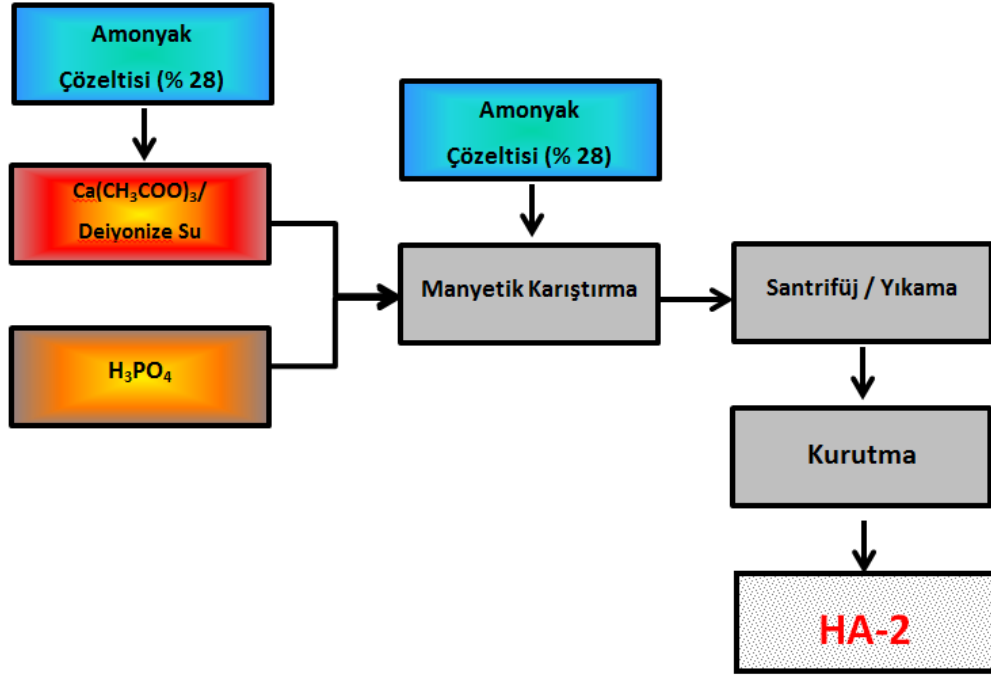 Amonyak
Çözeltisi (% 28)
Ca(CH₃COO)₃/
Deiyonize Su
H₃PO₄
Amonyak
Çözeltisi (% 28)
Manyetik Karıştırma
Santrifüj / Yıkama
Kurutma
HA-2